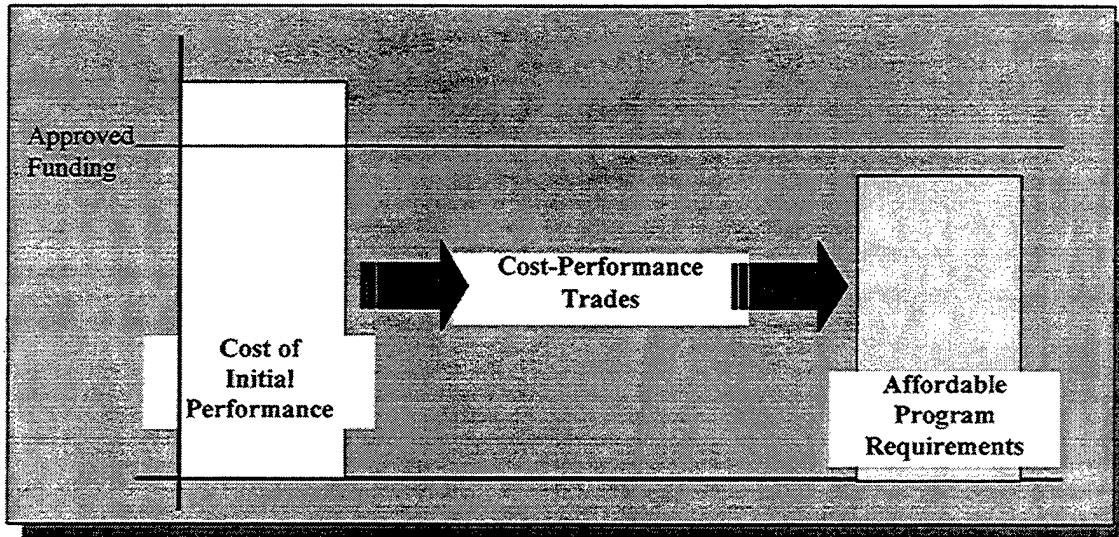 Approved
Funding
Cost-Performance
Trades
Cost of
Initial
Performance
Affordable
Program
Requirements